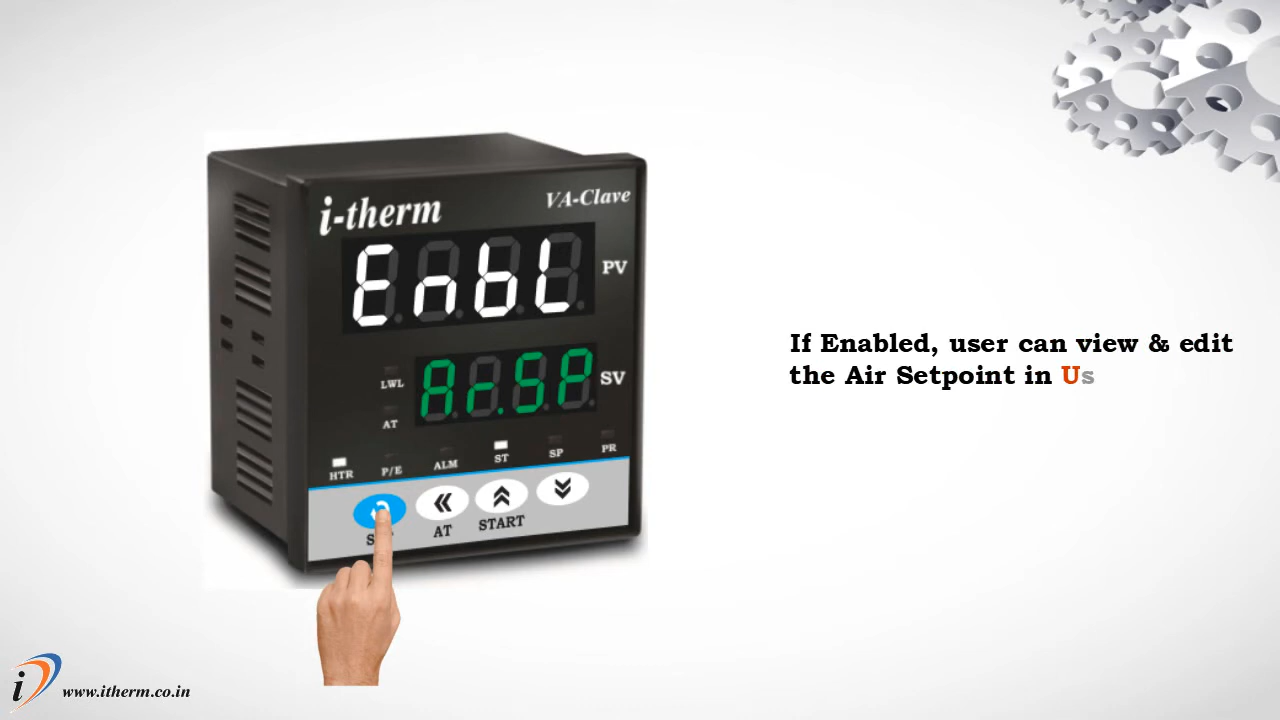 i-therm
VA-Clave
EnbL
PV
Ar.SP
SV
LWL
AT
HTR
P/E
ALM
ST
SP
PR
AT
START
If Enabled, user can view & edit
the Air Setpoint in Us
i
www.itherm.co.in